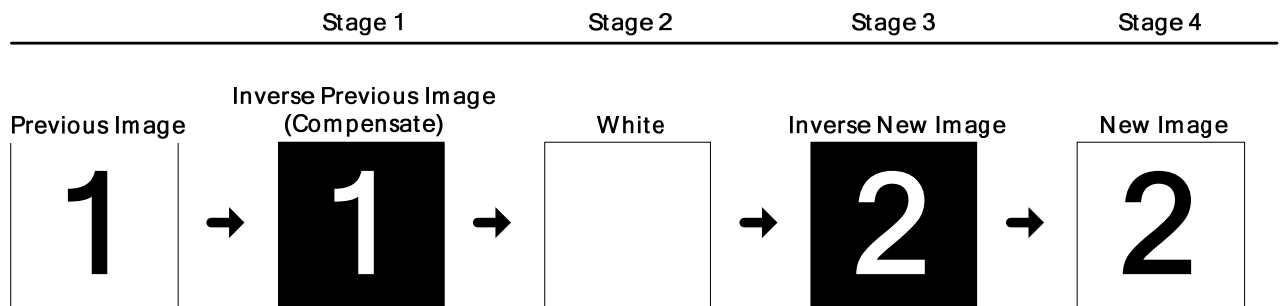 Stage 1 Stage 2 Stage 3 Stage 4
Inverse Previous Image
Previous Image (Compensate) White Inverse New Image New Image
1 1 2 2